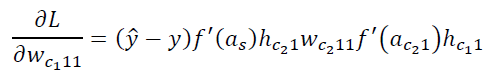 ∂L/∂w_{c_1 11} = (ŷ − y)f′(a_s)h_{c_2 1}w_{c_2 11}f′(a_{c_2 1})h_{c_1 1}